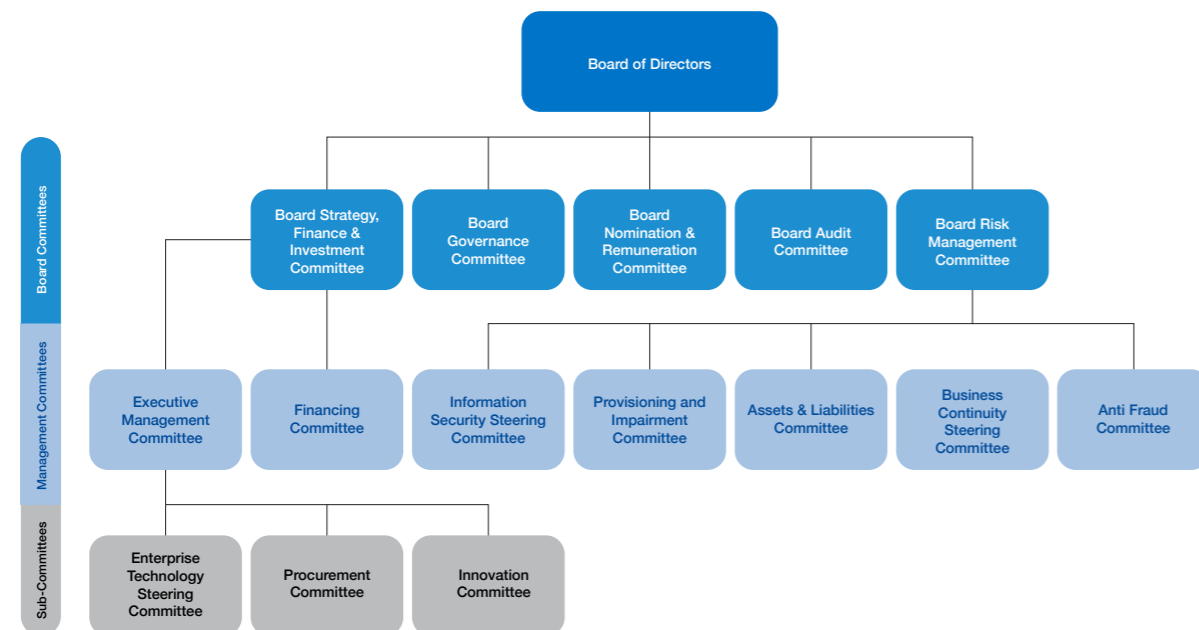 Board of Directors
Board Committees
Board Strategy,
Finance &
Investment
Committee
Board
Governance
Committee
Board
Nomination &
Remuneration
Committee
Board Audit
Committee
Board Risk
Management
Committee
Management Committees
Executive
Management
Committee
Financing
Committee
Information
Security Steering
Committee
Provisioning and
Impairment
Committee
Assets & Liabilities
Committee
Business
Continuity
Steering
Committee
Anti Fraud
Committee
Sub-Committees
Enterprise
Technology
Steering
Committee
Procurement
Committee
Innovation
Committee